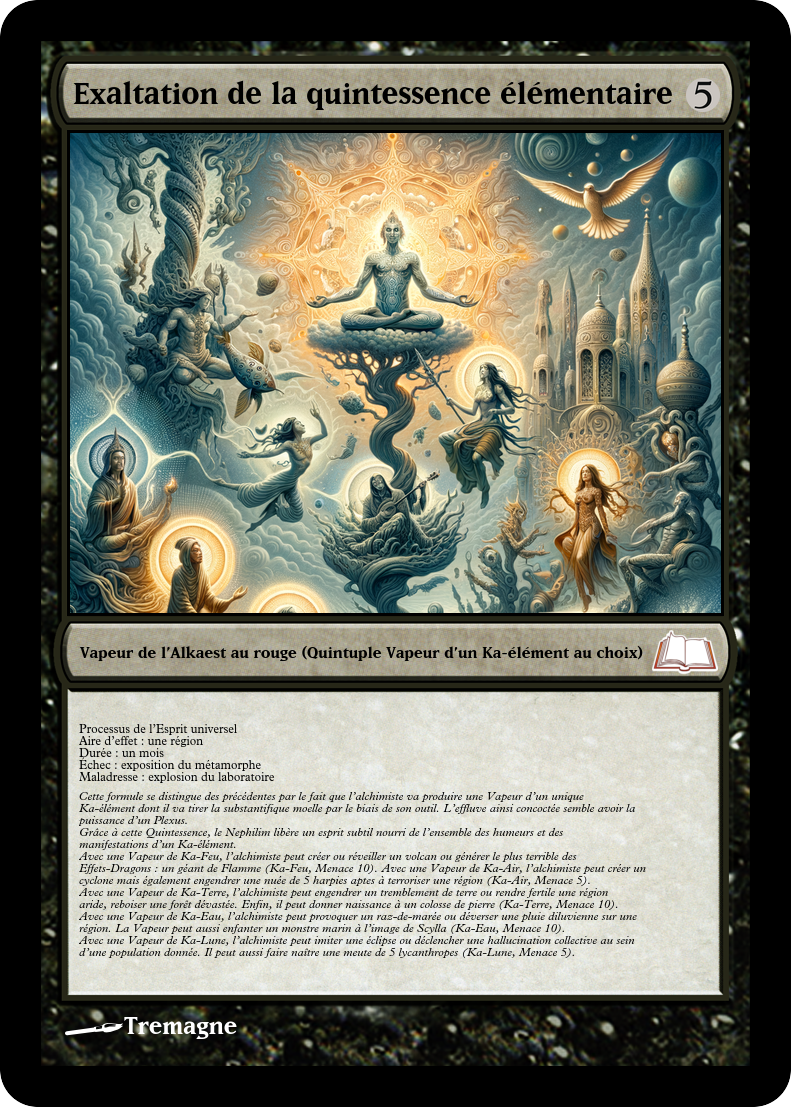 Exaltation de la quintessence élémentaire 5
Vapeur de l'Alkaest au rouge (Quintuple Vapeur d'un Ka-élément au choix)
Processus de l'Esprit universel
Aire d'effet : une région
Durée : un mois
Échec : exposition du métamorphe
Maladresse : explosion du laboratoire
Cette formule se distingue des précédentes par le fait que l'alchimiste va produire une Vapeur d'un unique
Ka-élément dont il va tirer la substantifique moelle par le biais de son outil. L'effluve ainsi concoctée semble avoir la
puissance d'un Plexus.
Grâce à cette Quintessence, le Nephilim libère un esprit subtil nourri de l'ensemble des humeurs et des
manifestations d'un Ka-élément.
Avec une Vapeur de Ka-Feu, l'alchimiste peut créer ou réveiller un volcan ou générer le plus terrible des
Effets-Dragons : un géant de Flamme (Ka-Feu, Menace 10). Avec une Vapeur de Ka-Air, l'alchimiste peut créer un
cyclone mais également engendrer une nuée de 5 harpies aptes à terroriser une région (Ka-Air, Menace 5).
Avec une Vapeur de Ka-Terre, l'alchimiste peut engendrer un tremblement de terre ou rendre fertile une région
aride, reboiser une forêt dévastée. Enfin, il peut donner naissance à un colosse de pierre (Ka-Terre, Menace 10).
Avec une Vapeur de Ka-Eau, l'alchimiste peut provoquer un raz-de-marée ou déverser une pluie diluvienne sur une
région. La Vapeur peut aussi enfanter un monstre marin à l'image de Scylla (Ka-Eau, Menace 10).
Avec une Vapeur de Ka-Lune, l'alchimiste peut imiter une éclipse ou déclencher une hallucination collective au sein
d'une population donnée. Il peut aussi faire naître une meute de 5 lycanthropes (Ka-Lune, Menace 5).
Tremagne